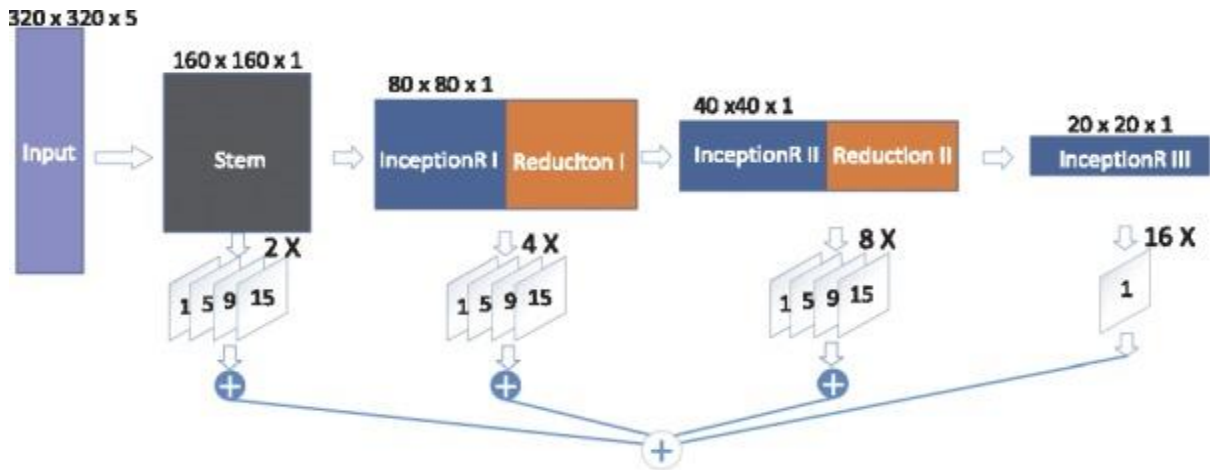 320 x 320 x 5
160 x 160 x 1
80 x 80 x 1
40 x40 x 1
20 x 20 x 1
Input
Stem
InceptionR I
Reduciton I
InceptionR II
Reduction II
InceptionR III
2 X
4 X
8 X
16 X
1 5 9 15
1 5 9 15
1 5 9 15
1